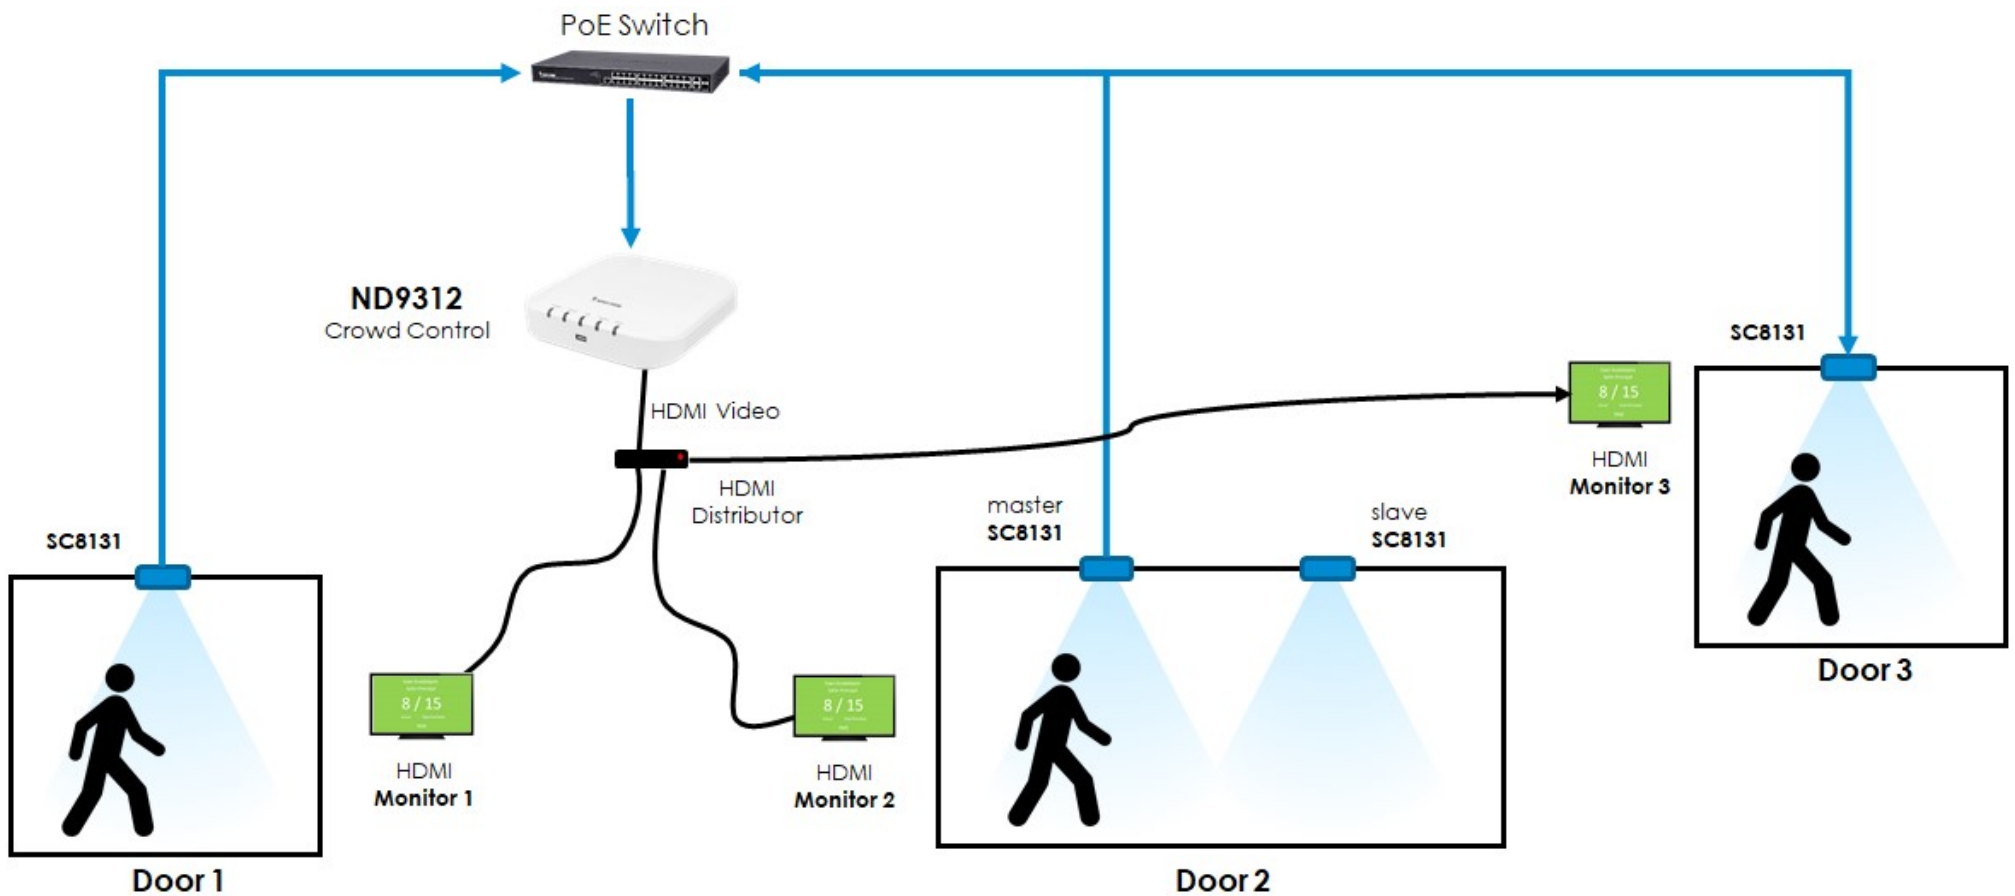 PoE Switch
ND9312
Crowd Control
HDMI Video
HDMI
Distributor
SC8131
Door 1
8 / 15
HDMI
Monitor 1
8 / 15
HDMI
Monitor 2
master
SC8131
slave
SC8131
Door 2
8 / 15
HDMI
Monitor 3
SC8131
Door 3